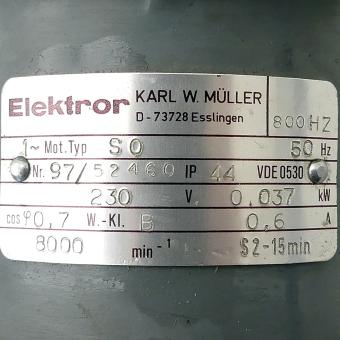 Elektror KARL W. MÜLLER
D-73728 Esslingen
800 HZ
1~ Mot.Typ SO 50 Hz
Nr. 97/52460 IP 44 VDE 0530
230 V. 0.037 kW
cos φ 0,7 W.-Kl. B 0,6 A
8000 min⁻¹ S2-15min